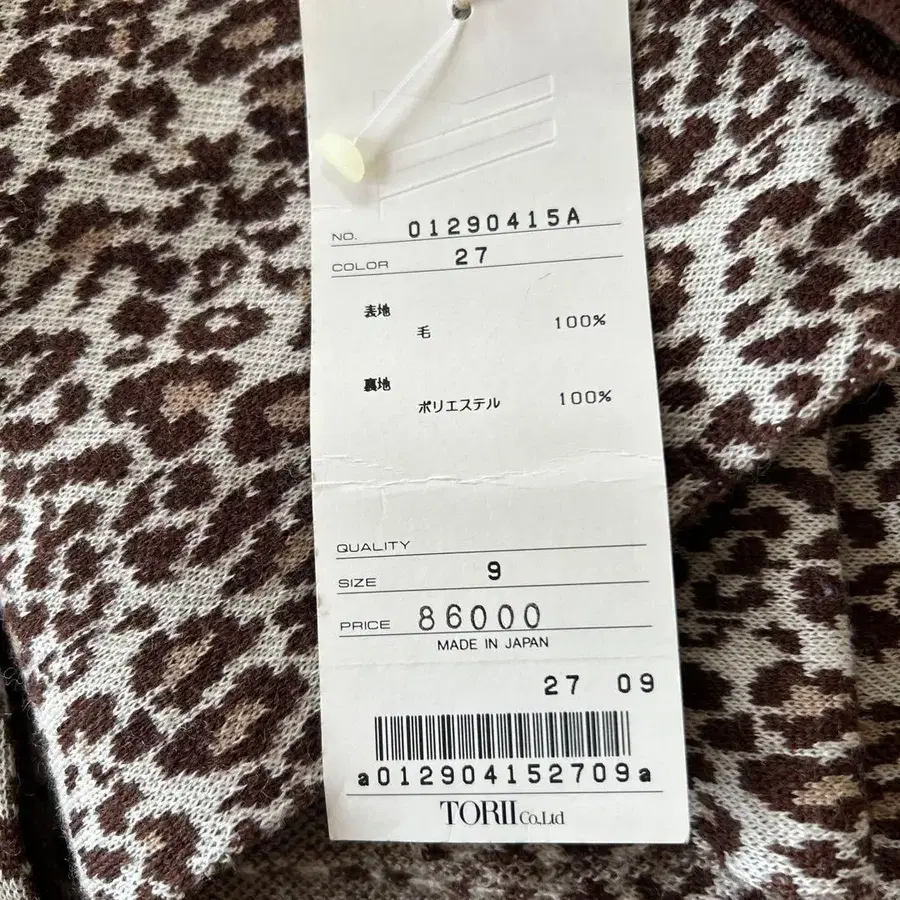 NO. 01290415A
COLOR 27
表地
毛 100%
裏地
ポリエステル 100%
QUALITY
SIZE 9
PRICE 86000
MADE IN JAPAN
27 09
a012904152709a
TORII Co.,Ltd